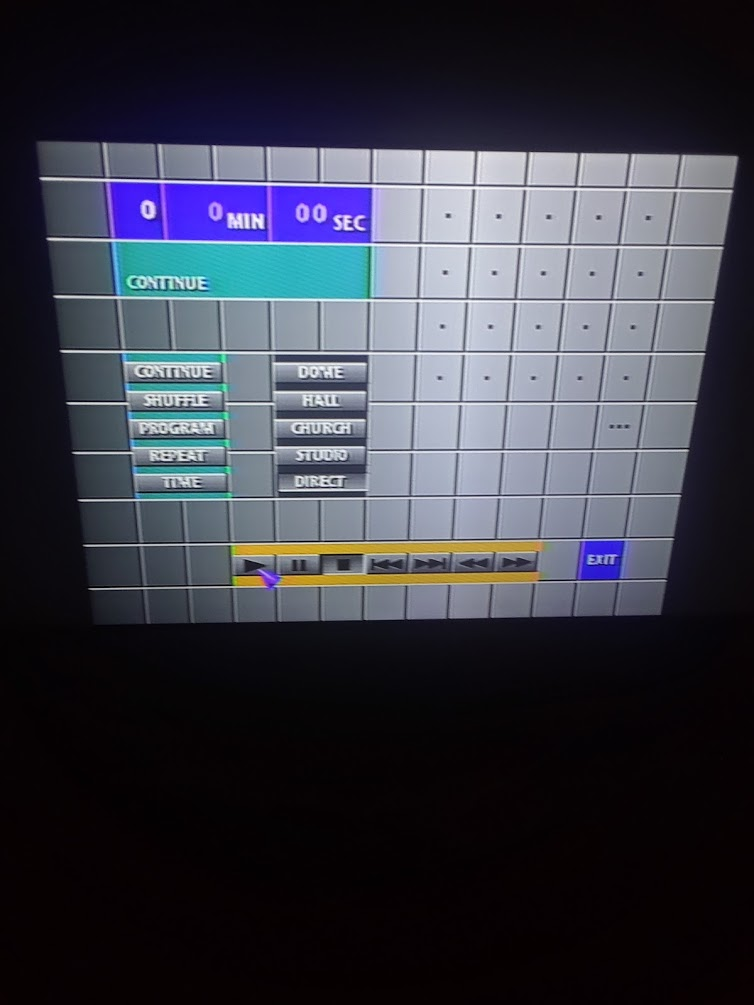 0 0 MIN 00 SEC
CONTINUE
CONTINUE DOME
SHUFFLE HALL
PROGRAM CHURCH
REPEAT STUDIO
TIME DIRECT
EXIT